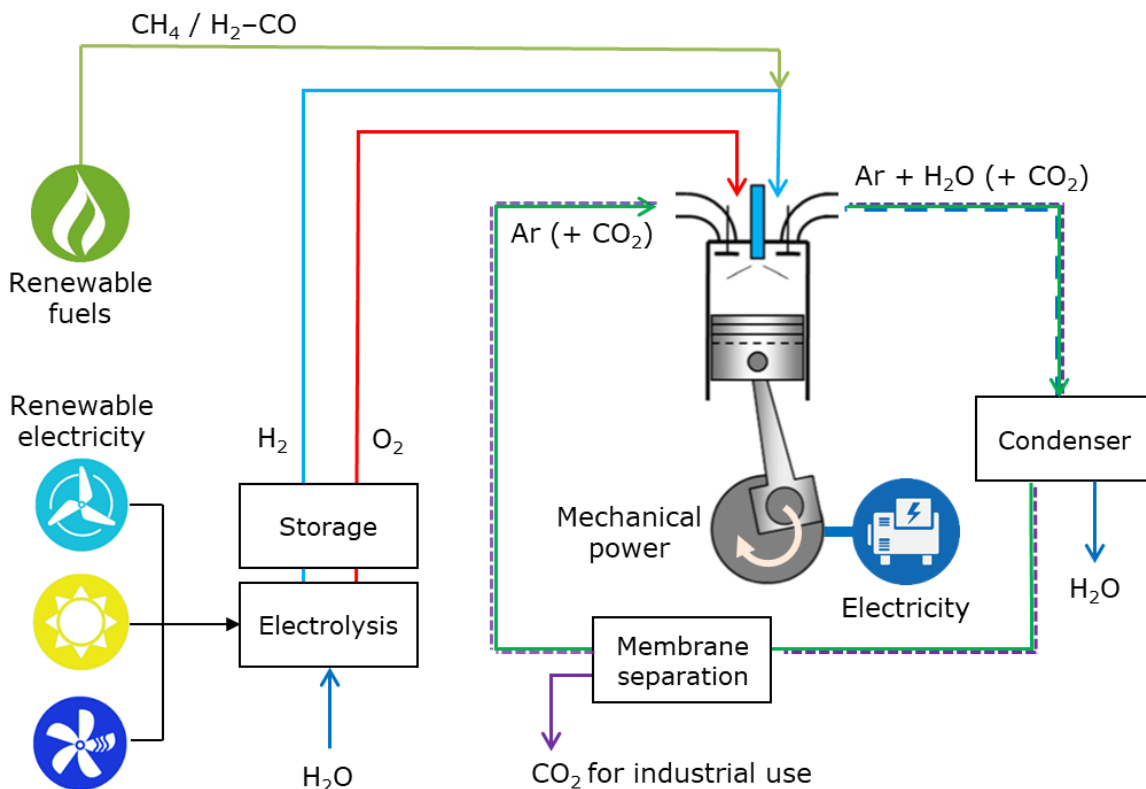 CH₄ / H₂–CO
Ar + H₂O (+ CO₂)
Ar (+ CO₂)
Renewable
fuels
Renewable
electricity
H₂
O₂
Condenser
Storage
Mechanical
power
H₂O
Electrolysis
Electricity
Membrane
separation
H₂O
CO₂ for industrial use